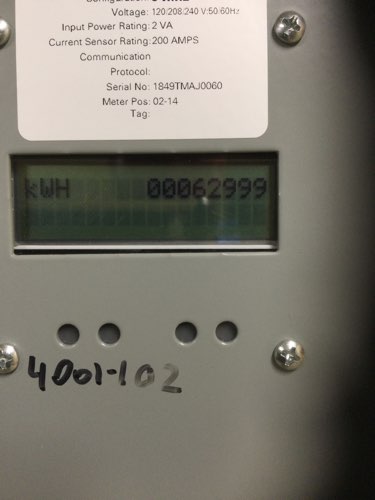 Voltage: 120:208:240 V:50:60Hz
Input Power Rating: 2 VA
Current Sensor Rating: 200 AMPS
Communication
Protocol:
Serial No: 1849TMAJ0060
Meter Pos: 02-14
Tag:
kWH 00062999
4001-102